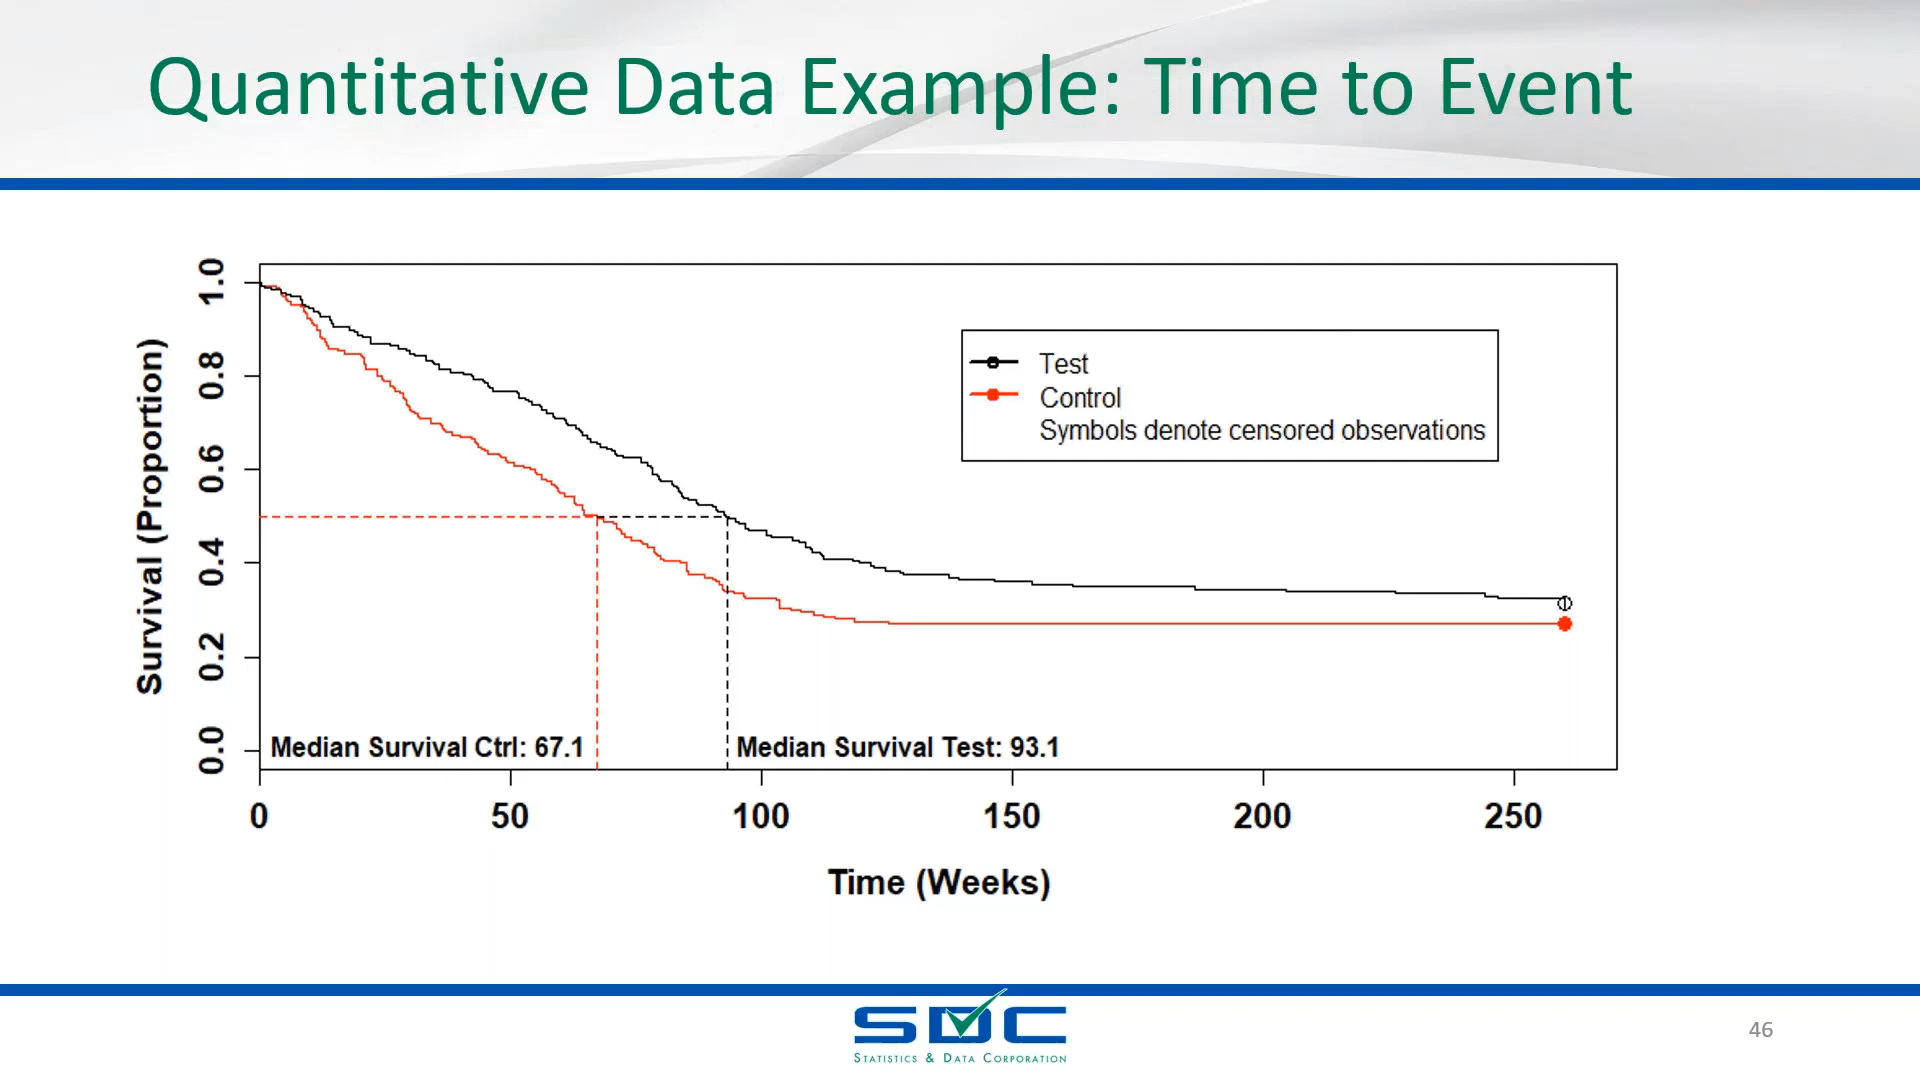 Quantitative Data Example: Time to Event
Survival (Proportion)
1.0
0.8
0.6
0.4
0.2
0.0
Test
Control
Symbols denote censored observations
Median Survival Ctrl: 67.1
Median Survival Test: 93.1
0 50 100 150 200 250
Time (Weeks)
SDC
STATISTICS & DATA CORPORATION
46